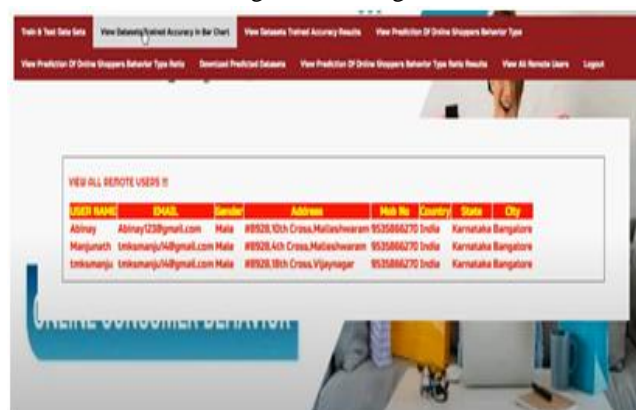 Train & Test Data Sets View Datasets Trained Accuracy in Bar Chart View Datasets Trained Accuracy Results View Prediction Of Online Shoppers Behavior Type
View Prediction Of Online Shoppers Behavior Type Ratio Download Predicted Datasets View Prediction Of Online Shoppers Behavior Type Ratio Results View All Remote Users Logout
VIEW ALL REMOTE USERS !!!
USER NAME EMAIL Gender Address Mob No Country State City
Abinay Abinay123@gmail.com Male #8928,10th Cross,Malleshwaram 9535866270 India Karnataka Bangalore
Manjunath tmksmanju14@gmail.com Male #8928,4th Cross,Malleshwaram 9535866270 India Karnataka Bangalore
tmksmanju tmksmanju14@gmail.com Male #8928,18th Cross,Vijaynagar 9535866270 India Karnataka Bangalore
ONLINE CONSUMER BEHAVIOR